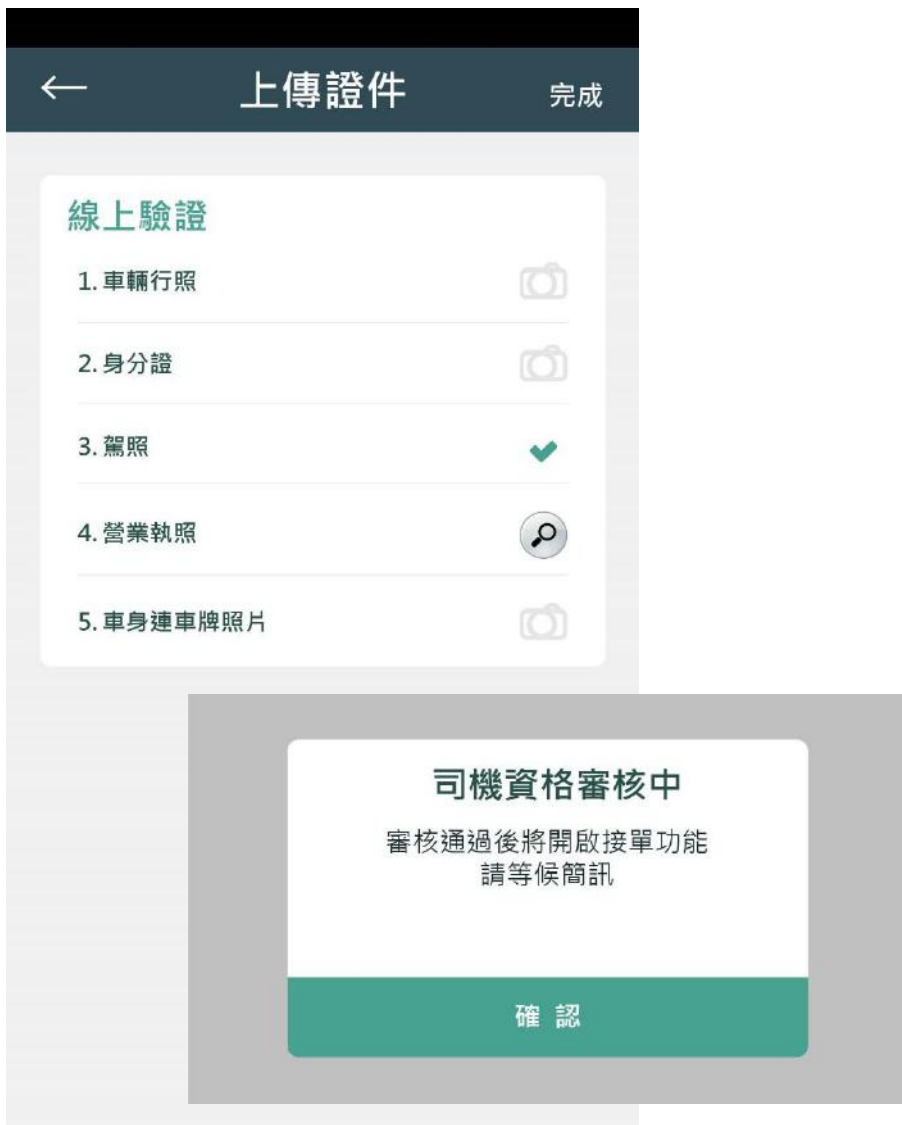 上傳證件
完成
線上驗證
1. 車輛行照
2. 身分證
3. 駕照
4. 營業執照
5. 車身連車牌照片
司機資格審核中
審核通過後將開啟接單功能
請等候簡訊
確 認